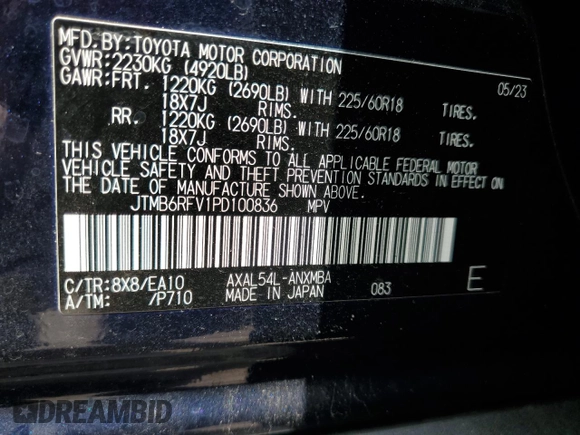 MFD.BY:TOYOTA MOTOR CORPORATION 05/23
GVWR:2230KG (4920LB)
GAWR:FRT. 1220KG (2690LB) WITH 225/60R18 TIRES.
18X7J RIMS.
RR. 1220KG (2690LB) WITH 225/60R18 TIRES.
18X7J RIMS.
THIS VEHICLE CONFORMS TO ALL APPLICABLE FEDERAL MOTOR
VEHICLE SAFETY AND THEFT PREVENTION STANDARDS IN EFFECT ON
THE DATE OF MANUFACTURE SHOWN ABOVE.
JTMB6RFV1PD100836 MPV
C/TR:8X8/EA10 AXAL54L-ANXMBA 083 E
A/TM: /P710 MADE IN JAPAN
DREAMBID